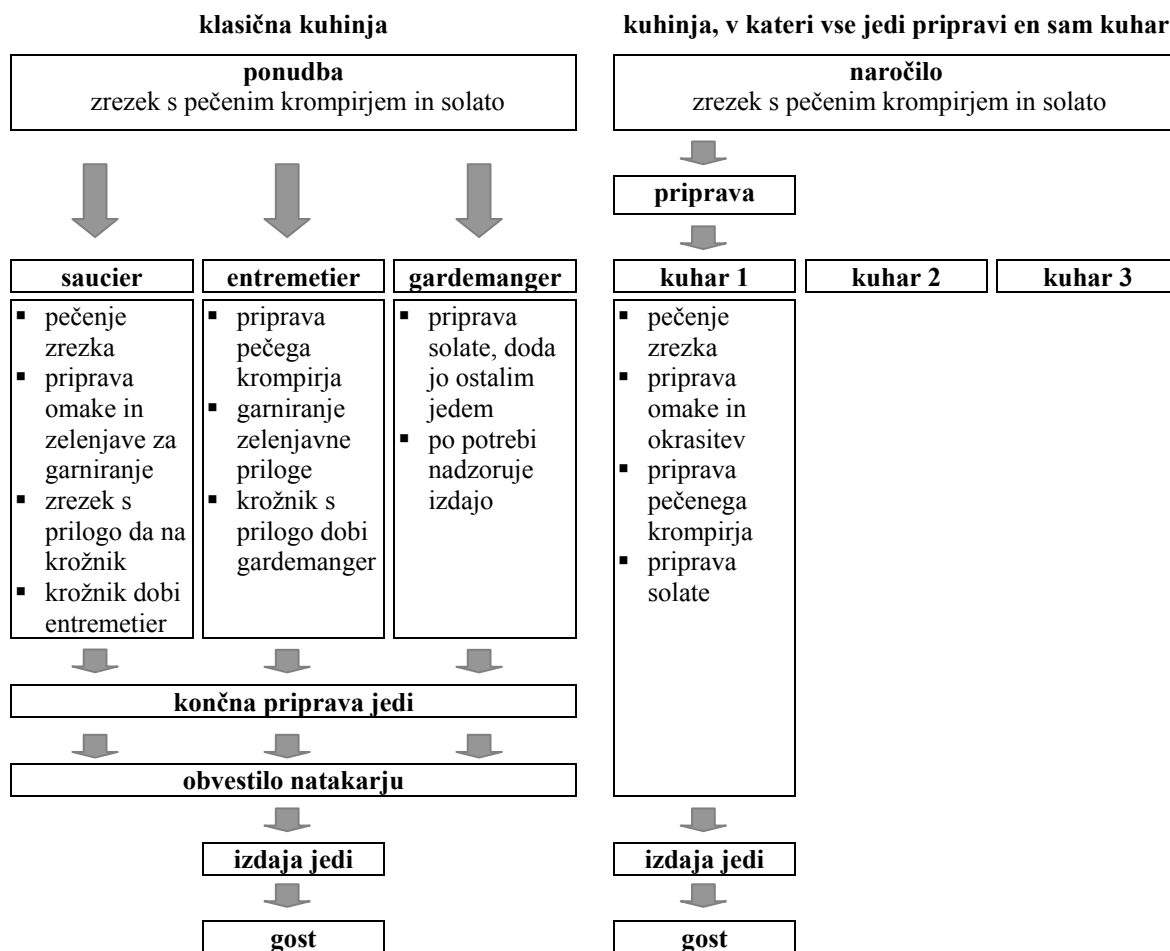 klasična kuhinja
ponudba
zrezek s pečenim krompirjem in solato
saucier
▪ pečenje
zrezka
▪ priprava
omake in
zelenjave za
garniranje
▪ zrezek s
prilogo da na
krožnik
▪ krožnik dobi
entremetier
entremetier
▪ priprava
pečega
krompirja
▪ garniranje
zelenjavne
priloge
▪ krožnik s
prilogo dobi
gardemanger
gardemanger
▪ priprava
solate, doda
jo ostalim
jedem
▪ po potrebi
nadzoruje
izdajo
končna priprava jedi
obvestilo natakarju
izdaja jedi
gost
kuhinja, v kateri vse jedi pripravi en sam kuhar
naročilo
zrezek s pečenim krompirjem in solato
priprava
kuhar 1
▪ pečenje
zrezka
▪ priprava
omake in
okrasitev
▪ priprava
pečenega
krompirja
▪ priprava
solate
kuhar 2
kuhar 3
izdaja jedi
gost